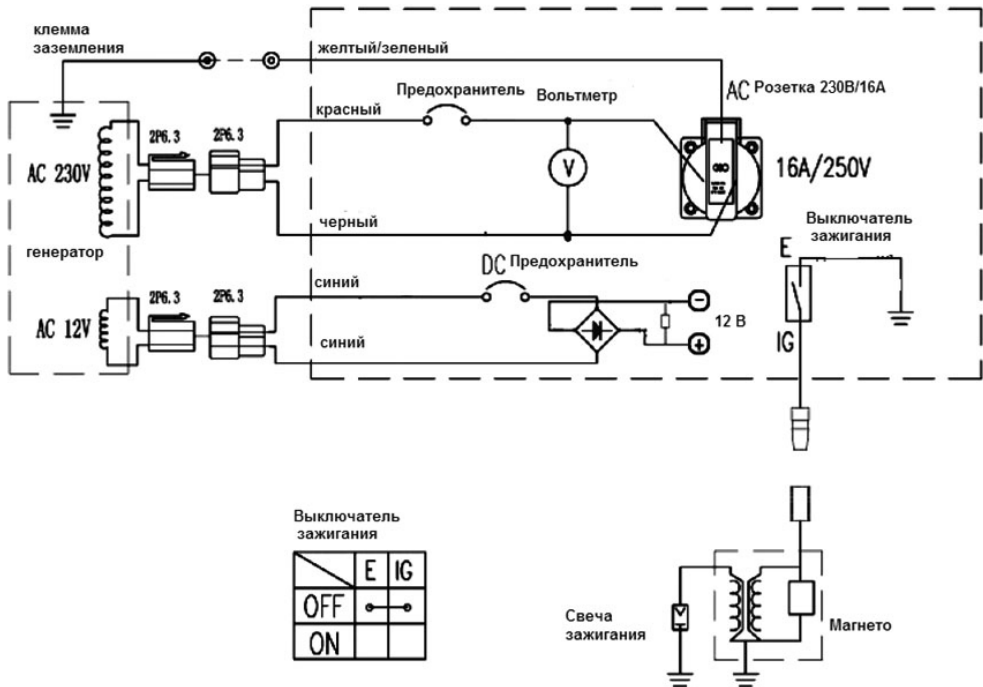 клемма
заземления
желтый/зеленый
AC Розетка 230В/16А
красный
Предохранитель
Вольтметр
2P6.3
2P6.3
AC 230V
V
16A/250V
черный
генератор
Выключатель
зажигания
E
DC Предохранитель
синий
2P6.3
2P6.3
AC 12V
12 В
синий
IG
Выключатель
зажигания
E IG
OFF
ON
Свеча
зажигания
Магнето